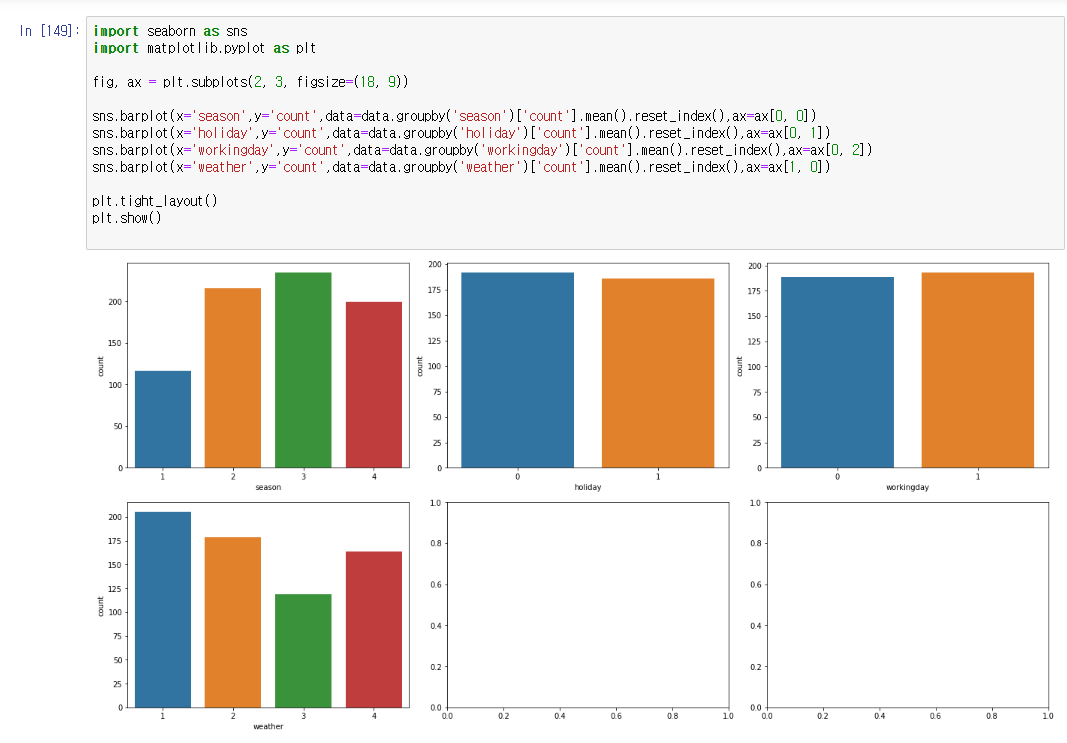 In [149]:
import seaborn as sns
import matplotlib.pyplot as plt
fig, ax = plt.subplots(2, 3, figsize=(18, 9))
sns.barplot(x='season',y='count',data=data.groupby('season')['count'].mean().reset_index(),ax=ax[0, 0])
sns.barplot(x='holiday',y='count',data=data.groupby('holiday')['count'].mean().reset_index(),ax=ax[0, 1])
sns.barplot(x='workingday',y='count',data=data.groupby('workingday')['count'].mean().reset_index(),ax=ax[0, 2])
sns.barplot(x='weather',y='count',data=data.groupby('weather')['count'].mean().reset_index(),ax=ax[1, 0])
plt.tight_layout()
plt.show()
200
150
100
50
0
count
1 2 3 4
season
200
175
150
125
100
75
50
25
0
count
0 1
holiday
200
175
150
125
100
75
50
25
0
count
0 1
workingday
200
175
150
125
100
75
50
25
0
count
1 2 3 4
weather
1.0
0.8
0.6
0.4
0.2
0.0
0.0 0.2 0.4 0.6 0.8 1.0
1.0
0.8
0.6
0.4
0.2
0.0
0.0 0.2 0.4 0.6 0.8 1.0